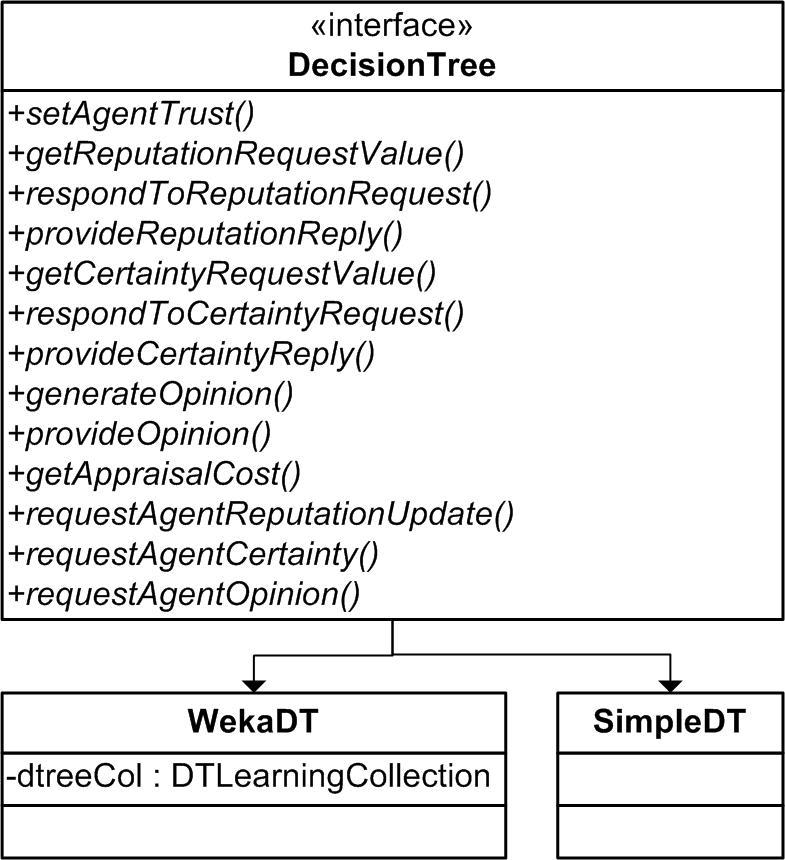 «interface»
DecisionTree
+setAgentTrust()
+getReputationRequestValue()
+respondToReputationRequest()
+provideReputationReply()
+getCertaintyRequestValue()
+respondToCertaintyRequest()
+provideCertaintyReply()
+generateOpinion()
+provideOpinion()
+getAppraisalCost()
+requestAgentReputationUpdate()
+requestAgentCertainty()
+requestAgentOpinion()
WekaDT
-dtreeCol : DTLearningCollection
SimpleDT